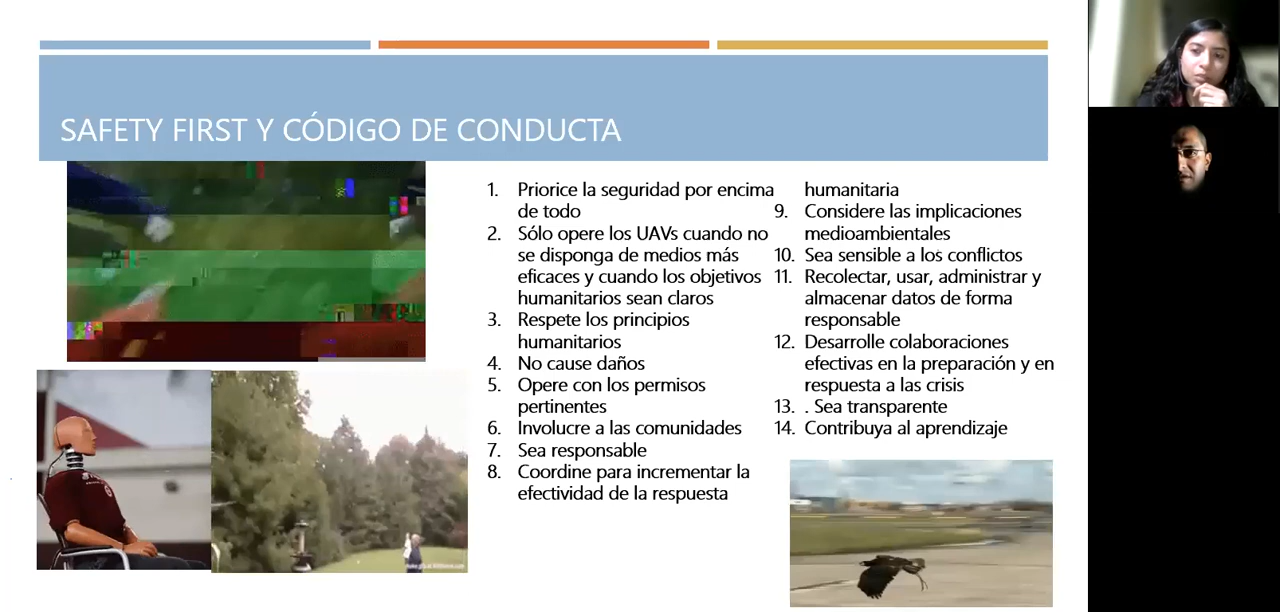 SAFETY FIRST Y CÓDIGO DE CONDUCTA
1. Priorice la seguridad por encima
de todo
2. Sólo opere los UAVs cuando no
se disponga de medios más
eficaces y cuando los objetivos
humanitarios sean claros
3. Respete los principios
humanitarios
4. No cause daños
5. Opere con los permisos
pertinentes
6. Involucre a las comunidades
7. Sea responsable
8. Coordine para incrementar la
efectividad de la respuesta
humanitaria
9. Considere las implicaciones
medioambientales
10. Sea sensible a los conflictos
11. Recolectar, usar, administrar y
almacenar datos de forma
responsable
12. Desarrolle colaboraciones
efectivas en la preparación y en
respuesta a las crisis
13. . Sea transparente
14. Contribuya al aprendizaje